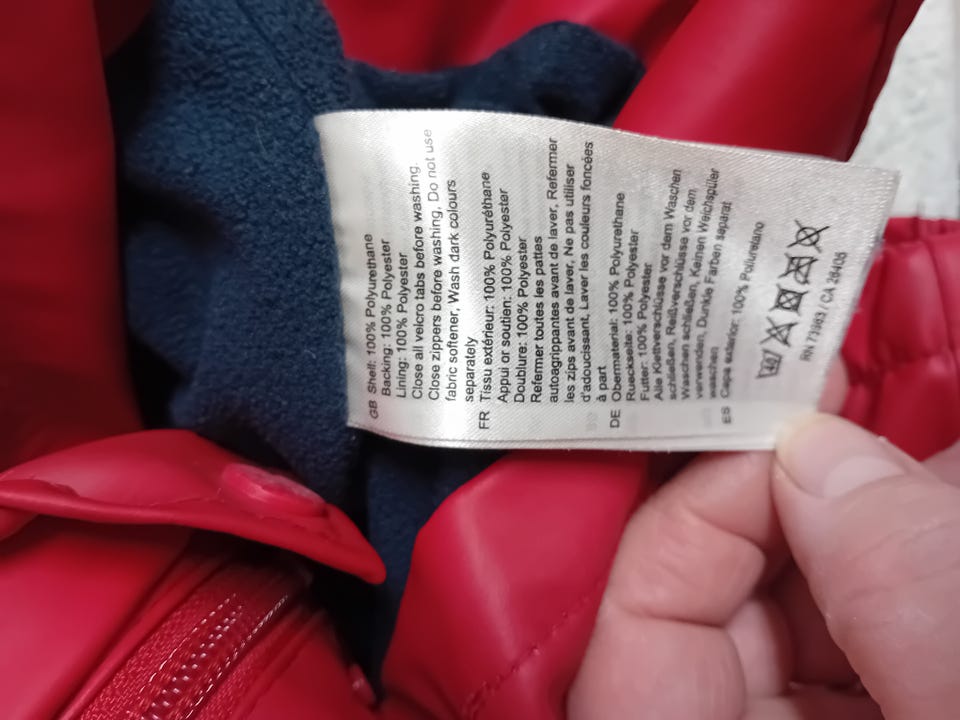 GB Shell: 100% Polyurethane
Backing: 100% Polyester
Lining: 100% Polyester
Close all velcro tabs before washing.
Close zippers before washing, Do not use
fabric softener, Wash dark colours
separately
FR Tissu extérieur: 100% Polyuréthane
Appui or soutien: 100% Polyester
Doublure: 100% Polyester
Refermer toutes les pattes
autoagrippantes avant de laver, Refermer
les zips avant de laver, Ne pas utiliser
d'adoucissant, Laver les couleurs foncées
à part
DE Obermaterial: 100% Polyurethane
Rueckseite: 100% Polyester
Futter: 100% Polyester
Alle Klettverschlüsse vor dem Waschen
schließen, Reißverschlüsse vor dem
Waschen schließen, Keinen Weichspüler
verwenden, Dunkle Farben separat
waschen
ES Capa exterior: 100% Poliuretano
40
RN 73983 / CA 28405